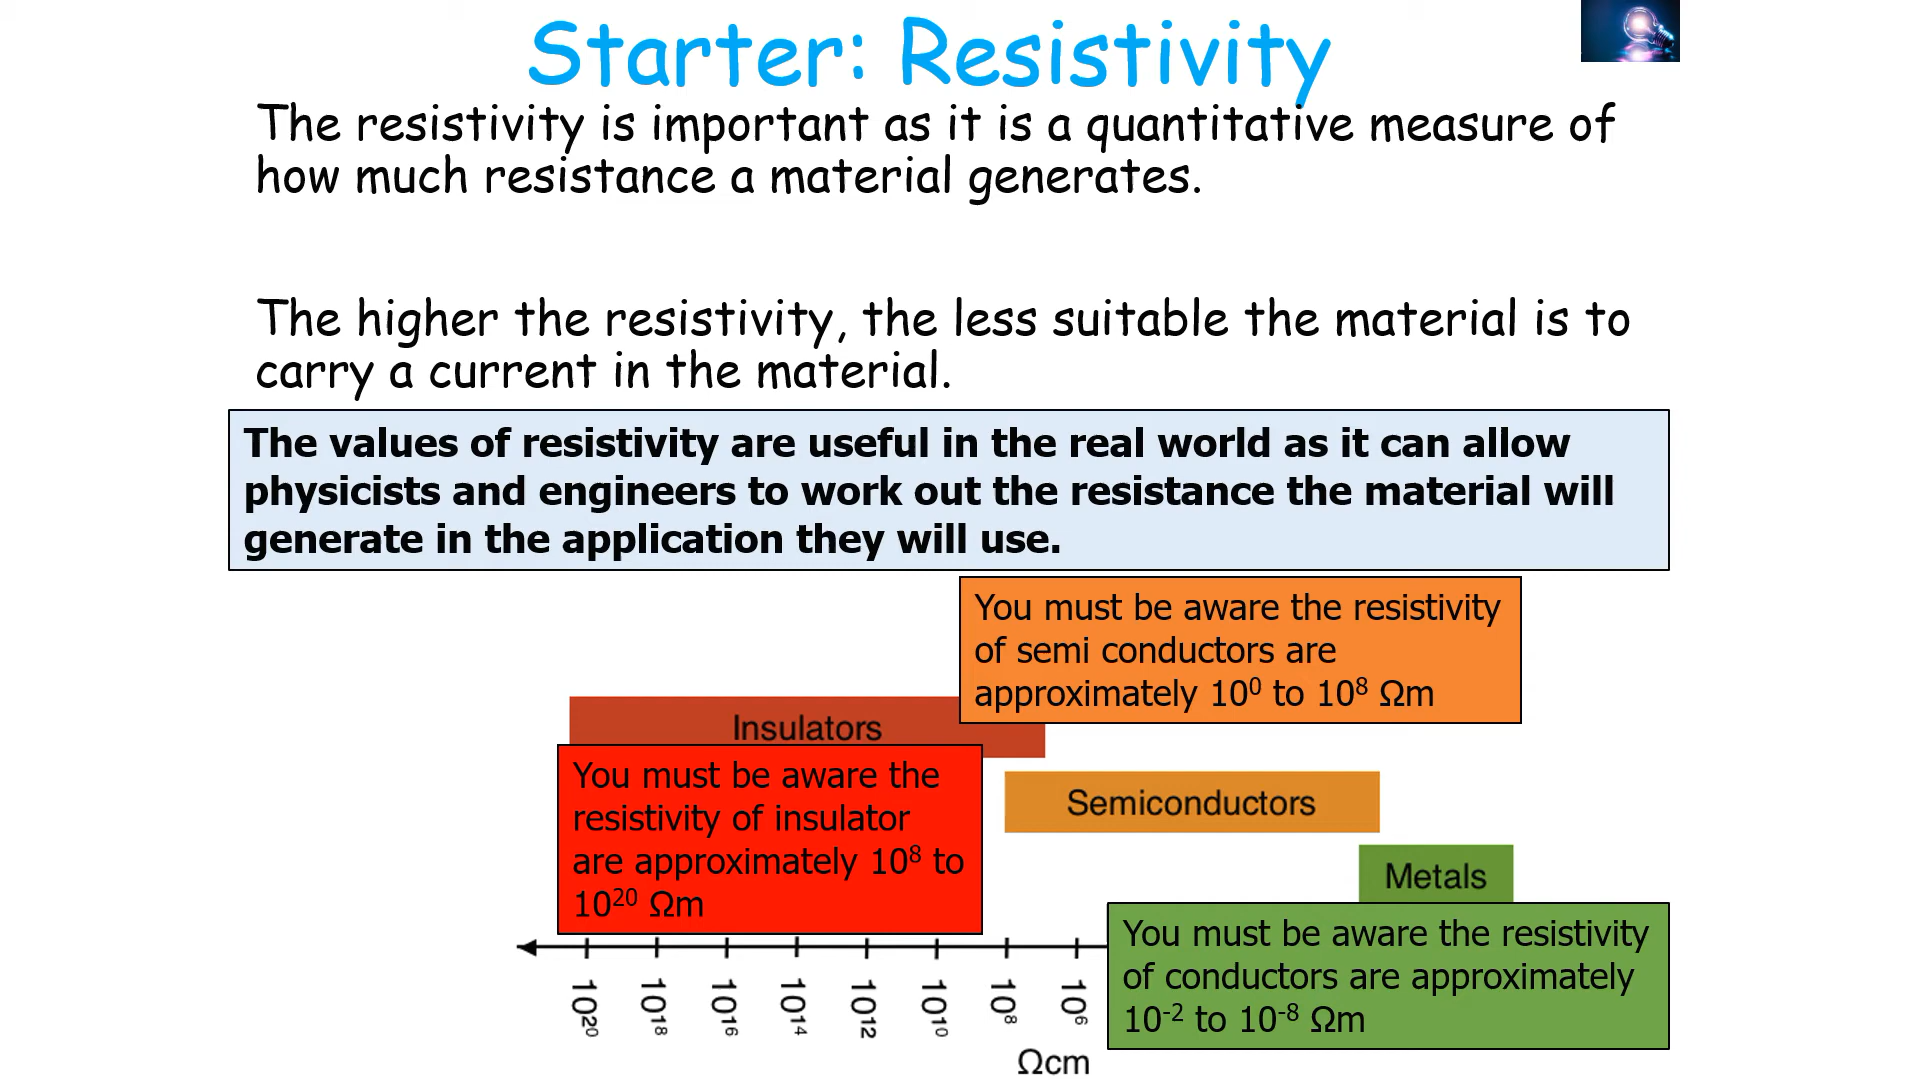 Starter: Resistivity
The resistivity is important as it is a quantitative measure of
how much resistance a material generates.
The higher the resistivity, the less suitable the material is to
carry a current in the material.
The values of resistivity are useful in the real world as it can allow
physicists and engineers to work out the resistance the material will
generate in the application they will use.
You must be aware the resistivity
of semi conductors are
approximately 10⁰ to 10⁸ Ωm
Insulators
You must be aware the
resistivity of insulator
are approximately 10⁸ to
10²⁰ Ωm
Semiconductors
Metals
You must be aware the resistivity
of conductors are approximately
10⁻² to 10⁻⁸ Ωm
10²⁰ 10¹⁸ 10¹⁶ 10¹⁴ 10¹² 10¹⁰ 10⁸ 10⁶
Ωcm